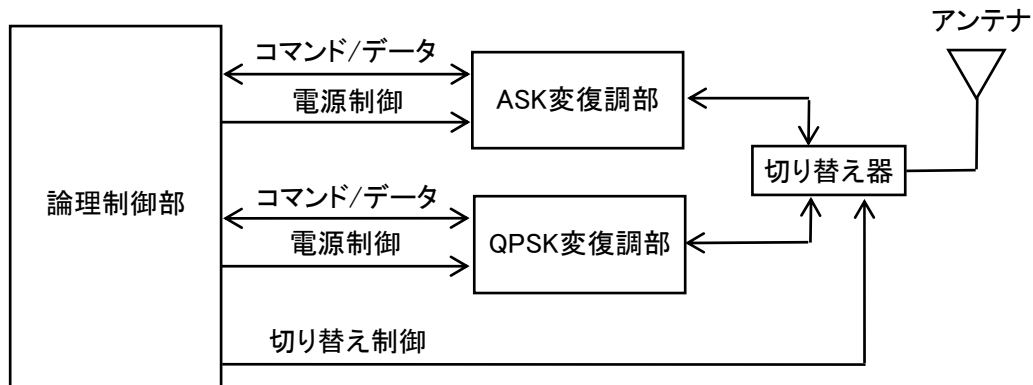 アンテナ
コマンド/データ
電源制御
ASK変復調部
切り替え器
論理制御部
コマンド/データ
電源制御
QPSK変復調部
切り替え制御